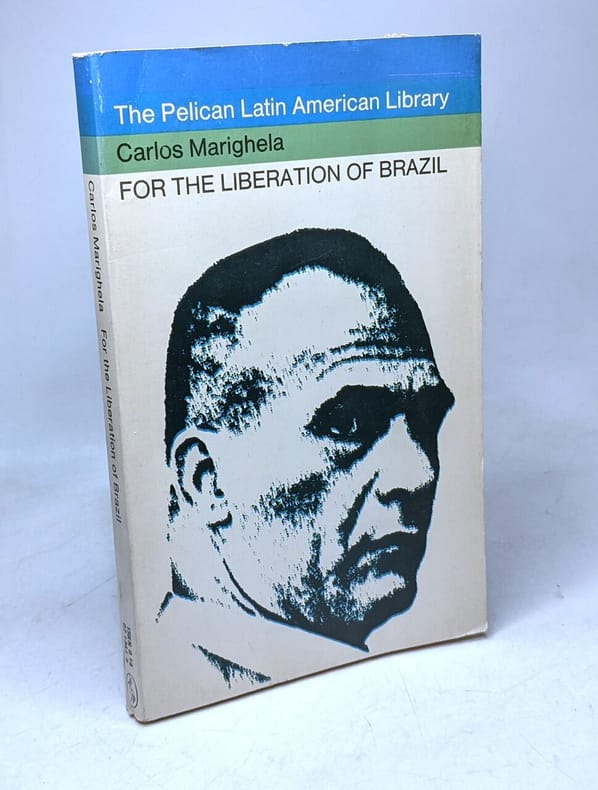 The Pelican Latin American Library
Carlos Marighela
FOR THE LIBERATION OF BRAZIL
Carlos Marighela For the Liberation of Brazil